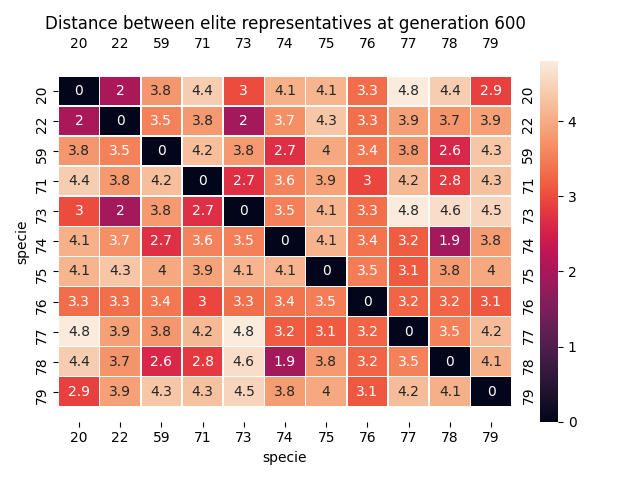 Distance between elite representatives at generation 600
20 22 59 71 73 74 75 76 77 78 79
20 0 2 3.8 4.4 3 4.1 4.1 3.3 4.8 4.4 2.9 20
22 2 0 3.5 3.8 2 3.7 4.3 3.3 3.9 3.7 3.9 22
59 3.8 3.5 0 4.2 3.8 2.7 4 3.4 3.8 2.6 4.3 59
71 4.4 3.8 4.2 0 2.7 3.6 3.9 3 4.2 2.8 4.3 71
73 3 2 3.8 2.7 0 3.5 4.1 3.3 4.8 4.6 4.5 73
74 4.1 3.7 2.7 3.6 3.5 0 4.1 3.4 3.2 1.9 3.8 74
75 4.1 4.3 4 3.9 4.1 4.1 0 3.5 3.1 3.8 4 75
76 3.3 3.3 3.4 3 3.3 3.4 3.5 0 3.2 3.2 3.1 76
77 4.8 3.9 3.8 4.2 4.8 3.2 3.1 3.2 0 3.5 4.2 77
78 4.4 3.7 2.6 2.8 4.6 1.9 3.8 3.2 3.5 0 4.1 78
79 2.9 3.9 4.3 4.3 4.5 3.8 4 3.1 4.2 4.1 0 79
20 22 59 71 73 74 75 76 77 78 79
specie
specie
4
3
2
1
0